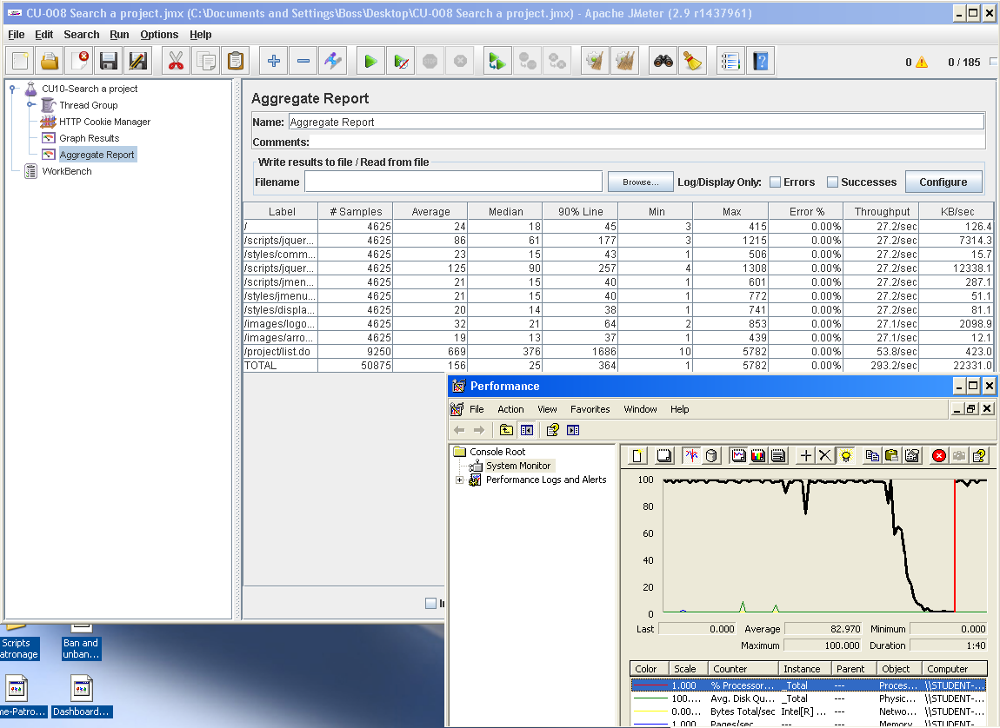 CU-008 Search a project.jmx (C:\Documents and Settings\Boss\Desktop\CU-008 Search a project.jmx) - Apache JMeter (2.9 r1437961)
File Edit Search Run Options Help
0 0 / 185
CU10-Search a project
Thread Group
HTTP Cookie Manager
Graph Results
Aggregate Report
WorkBench
Aggregate Report
Name: Aggregate Report
Comments:
Write results to file / Read from file
Filename Browse... Log/Display Only: Errors Successes Configure
Label # Samples Average Median 90% Line Min Max Error % Throughput KB/sec
/ 4625 24 18 45 3 415 0.00% 27.2/sec 126.4
/scripts/jquer... 4625 86 61 177 3 1215 0.00% 27.2/sec 7314.3
/styles/comm... 4625 23 15 43 1 506 0.00% 27.2/sec 15.7
/scripts/jquer... 4625 125 90 257 4 1308 0.00% 27.2/sec 12338.1
/scripts/jmen... 4625 21 15 40 1 601 0.00% 27.2/sec 287.1
/styles/jmenu... 4625 21 15 40 1 772 0.00% 27.2/sec 51.1
/styles/displa... 4625 20 14 38 1 741 0.00% 27.2/sec 81.1
/images/logo... 4625 32 21 64 2 853 0.00% 27.1/sec 2098.9
/images/arro... 4625 19 13 37 1 439 0.00% 27.1/sec 12.1
/project/list.do 9250 669 376 1686 10 5782 0.00% 53.8/sec 423.0
TOTAL 50875 156 25 364 1 5782 0.00% 293.2/sec 22331.0
Performance
File Action View Favorites Window Help
Console Root
System Monitor
Performance Logs and Alerts
100
80
60
40
20
0
Last 0.000 Average 82.970 Minimum 0.000
Maximum 100.000 Duration 1:40
Color Scale Counter Instance Parent Object Computer
1.000 % Processor... _Total --- Proces... \\STUDENT-...
100.... Avg. Disk Qu... _Total --- Physic... \\STUDENT-...
0.00... Bytes Total/sec Intel[R] ... --- Netwo... \\STUDENT-...
1.000 Pages/sec --- --- Memory \\STUDENT-...
Scripts
atronage
Ban and
unban...
me-Patro...
Dashboard...